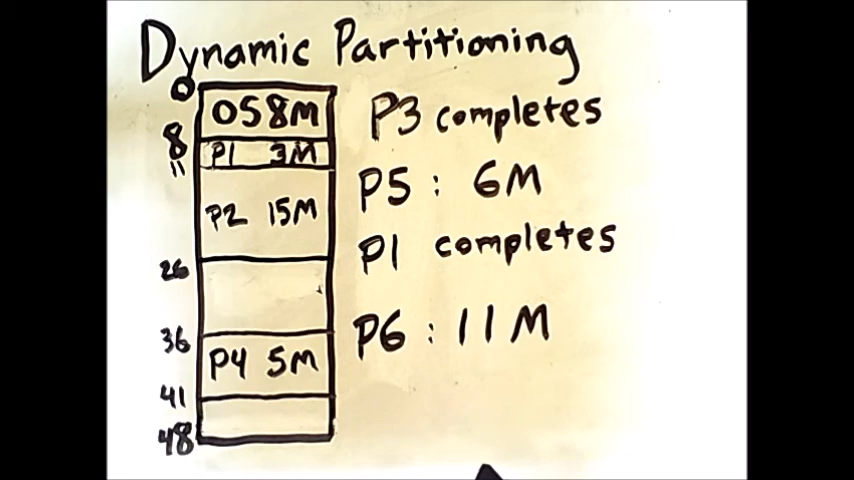 Dynamic Partitioning
0
OS 8M
8
P1 3M
11
P2 15M
26
36
P4 5M
41
48
P3 completes
P5 : 6M
P1 completes
P6 : 11M